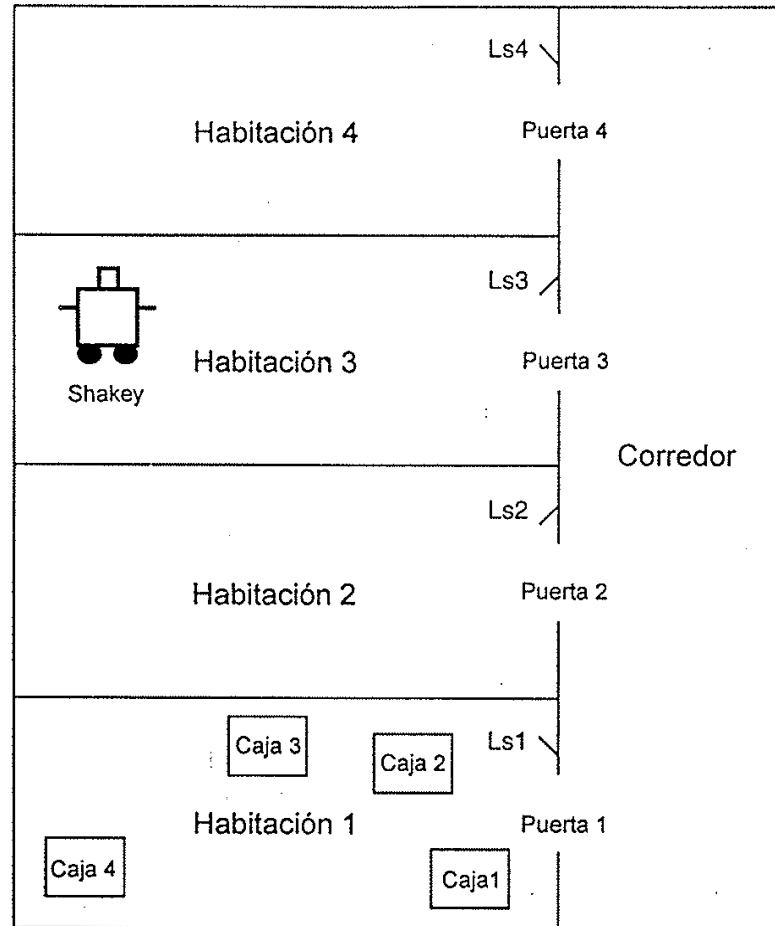 Ls4
Habitación 4
Puerta 4
Ls3
Habitación 3
Puerta 3
Shakey
Corredor
Ls2
Habitación 2
Puerta 2
Caja 3
Caja 2
Ls1
Habitación 1
Puerta 1
Caja 4
Caja1